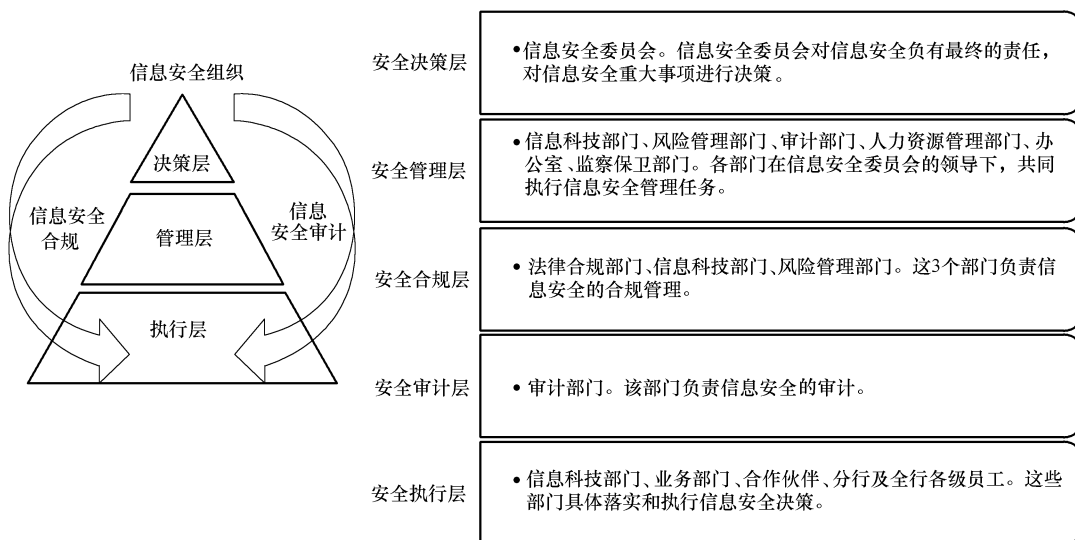 信息安全组织
决策层
信息安全
合规
管理层
信息
安全审计
执行层
安全决策层
•信息安全委员会。信息安全委员会对信息安全负有最终的责任，
对信息安全重大事项进行决策。
安全管理层
•信息科技部门、风险管理部门、审计部门、人力资源管理部门、办
公室、监察保卫部门。各部门在信息安全委员会的领导下，共同
执行信息安全管理任务。
安全合规层
•法律合规部门、信息科技部门、风险管理部门。这3个部门负责信
息安全的合规管理。
安全审计层
•审计部门。该部门负责信息安全的审计。
安全执行层
•信息科技部门、业务部门、合作伙伴、分行及全行各级员工。这些
部门具体落实和执行信息安全决策。